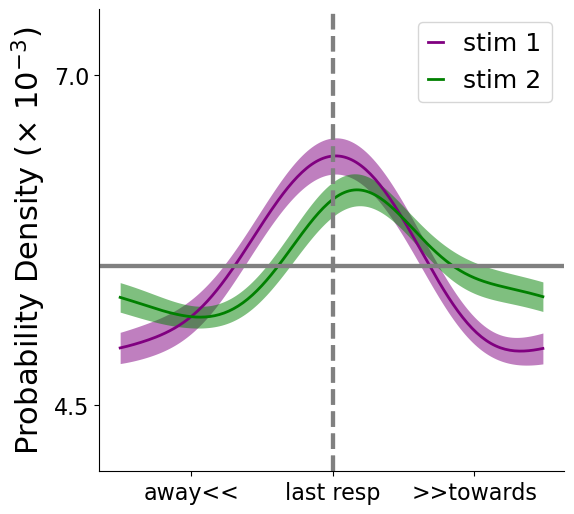 Probability Density (× 10⁻³)
7.0
4.5
stim 1
stim 2
away<<
last resp
>>towards